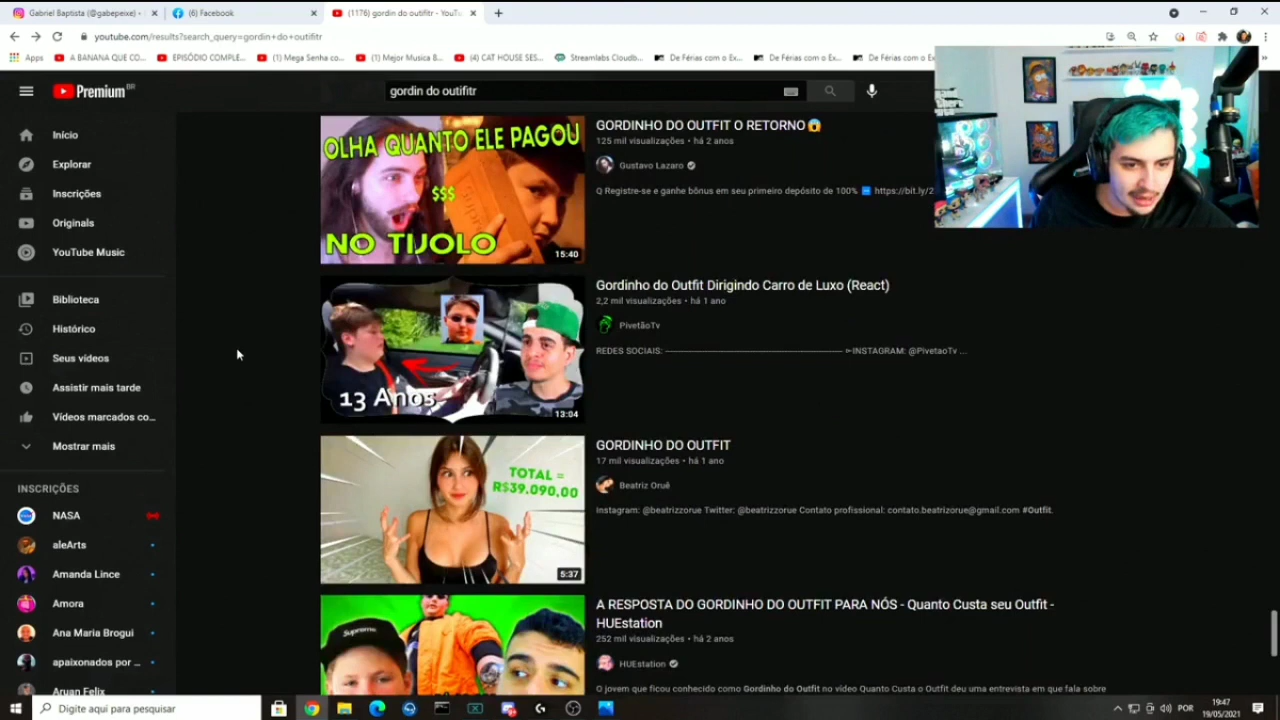 Gabriel Baptista (@gabepeixe) •
(6) Facebook
(1176) gordin do outifitr - YouTu
youtube.com/results?search_query=gordin+do+outifitr
Apps
A BANANA QUE CO...
EPISÓDIO COMPLE...
(1) Mega Senha co...
(1) Mejor Musica B...
(4) CAT HOUSE SES...
Streamlabs Cloudb...
De Férias com o Ex...
De Férias com o Ex...
De Férias com o Ex...
Premium BR
gordin do outifitr
Início
Explorar
Inscrições
Originals
YouTube Music
Biblioteca
Histórico
Seus vídeos
Assistir mais tarde
Vídeos marcados co...
Mostrar mais
INSCRIÇÕES
NASA
aleArts
Amanda Lince
Amora
Ana Maria Brogui
apaixonados por ...
Aruan Felix
OLHA QUANTO ELE PAGOU
$$$
NO TIJOLO
15:40
GORDINHO DO OUTFIT O RETORNO😱
125 mil visualizações • há 2 anos
Gustavo Lazaro
Q Registre-se e ganhe bônus em seu primeiro depósito de 100% ➡ https://bit.ly/2
13 Anos
13:04
Gordinho do Outfit Dirigindo Carro de Luxo (React)
2,2 mil visualizações • há 1 ano
PivetãoTv
REDES SOCIAIS: ────────── ➳INSTAGRAM: @PivetaoTv ...
TOTAL =
R$39.090,00
5:37
GORDINHO DO OUTFIT
17 mil visualizações • há 1 ano
Beatriz Oruê
Instagram: @beatrizzorue Twitter: @beatrizzorue Contato profissional: contato.beatrizorue@gmail.com #Outfit.
Supreme
A RESPOSTA DO GORDINHO DO OUTFIT PARA NÓS - Quanto Custa seu Outfit -
HUEstation
252 mil visualizações • há 2 anos
HUEstation
O jovem que ficou conhecido como Gordinho do Outfit no vídeo Quanto Custa o Outfit deu uma entrevista em que fala sobre
Digite aqui para pesquisar
POR
19:47
19/05/2021